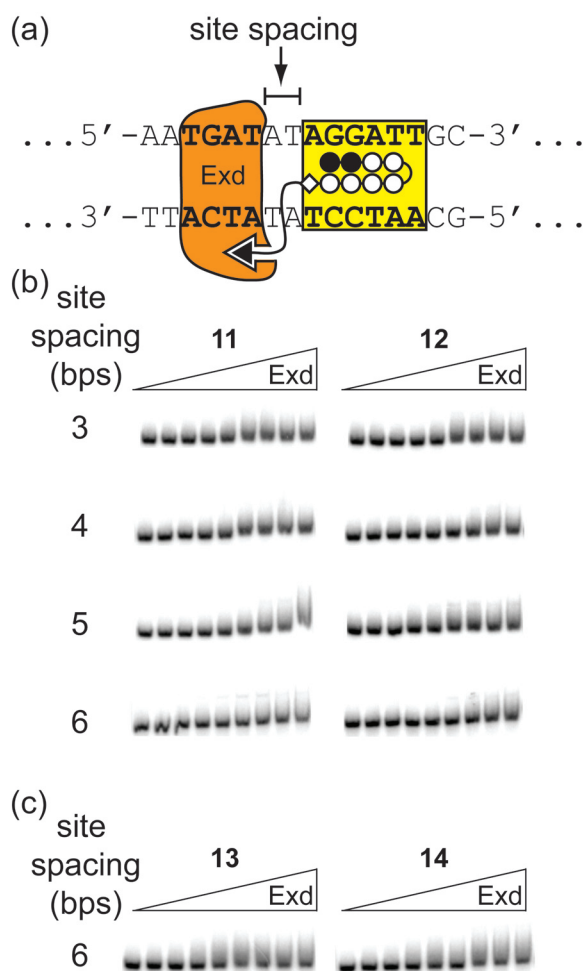 (a)
site spacing
...5′-AATGATATAGGATTGC-3′...
Exd
3′-TTACTATATCCTAACG-5′...
(b)
site
spacing
(bps)
11
Exd
12
Exd
3
4
5
6
(c)
site
spacing
(bps)
13
Exd
14
Exd
6